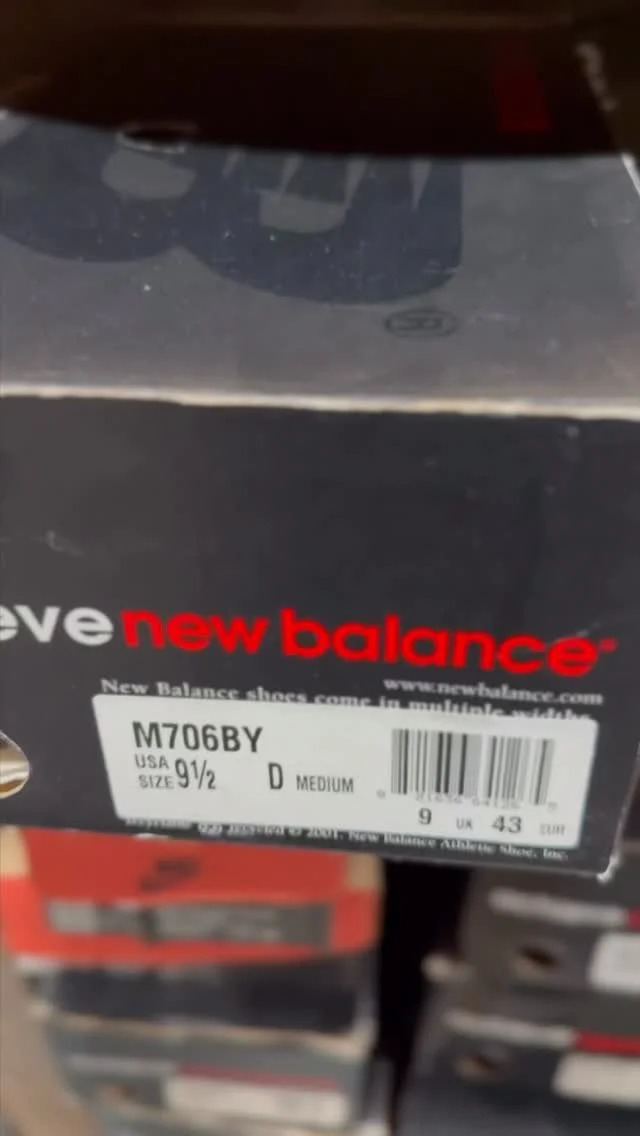 ®
eve new balance®
www.newbalance.com
New Balance shoes come in multiple widths
M706BY
USA
SIZE 9½ D MEDIUM
9 UK 43 EUR
2001. New Balance Athletic Shoe, Inc.